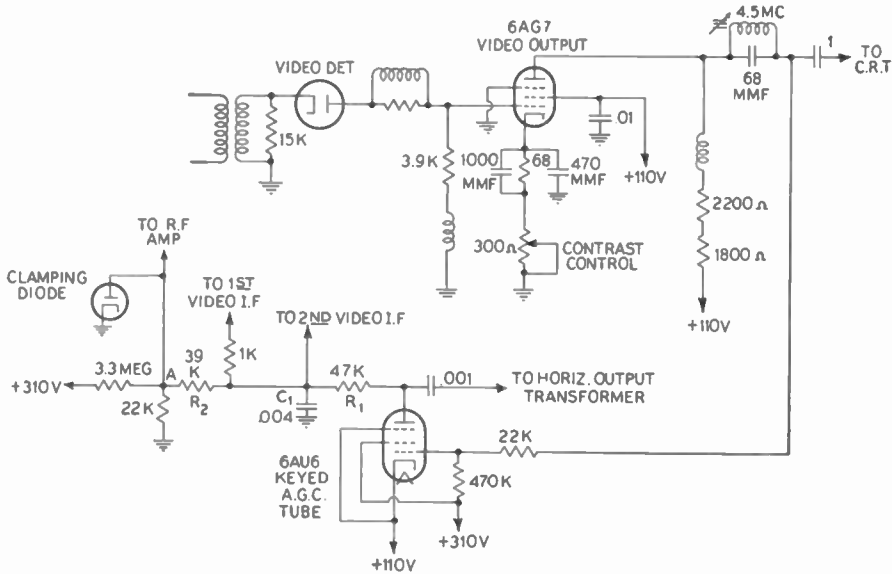 4.5MC
6AG7
VIDEO OUTPUT
1
TO
C.R.T
VIDEO DET
68
MMF
.01
15K
3.9K
1000
MMF
68
470
MMF
+110V
2200Ω
1800Ω
+110V
300Ω
CONTRAST
CONTROL
TO R.F
AMP
CLAMPING
DIODE
TO 1ST
VIDEO I.F
TO 2ND VIDEO I.F
1K
39
K
47K
.001
TO HORIZ. OUTPUT
TRANSFORMER
3.3 MEG
+310V
A
R2
C1
.004
R1
22K
22K
6AU6
KEYED
A.G.C.
TUBE
470K
+310V
+110V